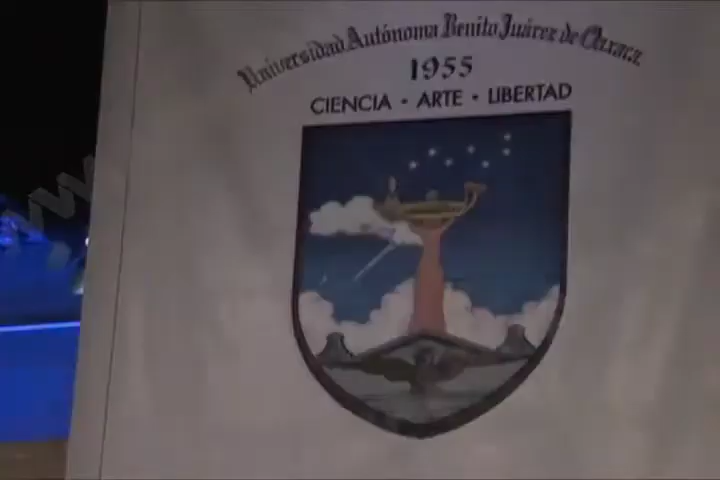 Universidad Autónoma Benito Juárez de Oaxaca
1955
CIENCIA · ARTE · LIBERTAD